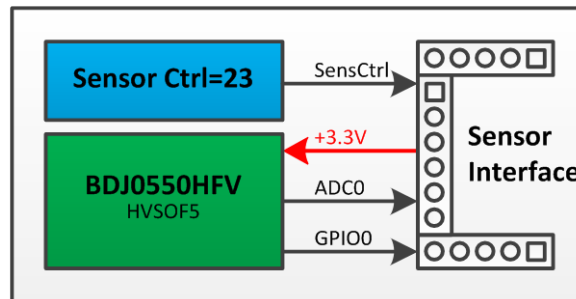 Sensor Ctrl=23
SensCtrl
+3.3V
BDJ0550HFV
HVSOF5
ADC0
GPIO0
Sensor
Interface